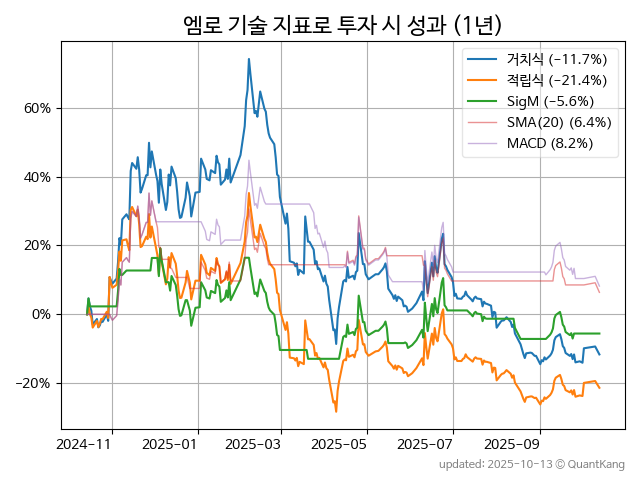 엠로 기술 지표로 투자 시 성과 (1년)
거치식 (−11.7%)
적립식 (−21.4%)
SigM (−5.6%)
SMA(20) (6.4%)
MACD (8.2%)
60%
40%
20%
0%
−20%
2024-11
2025-01
2025-03
2025-05
2025-07
2025-09
updated: 2025-10-13 ⓒ QuantKang